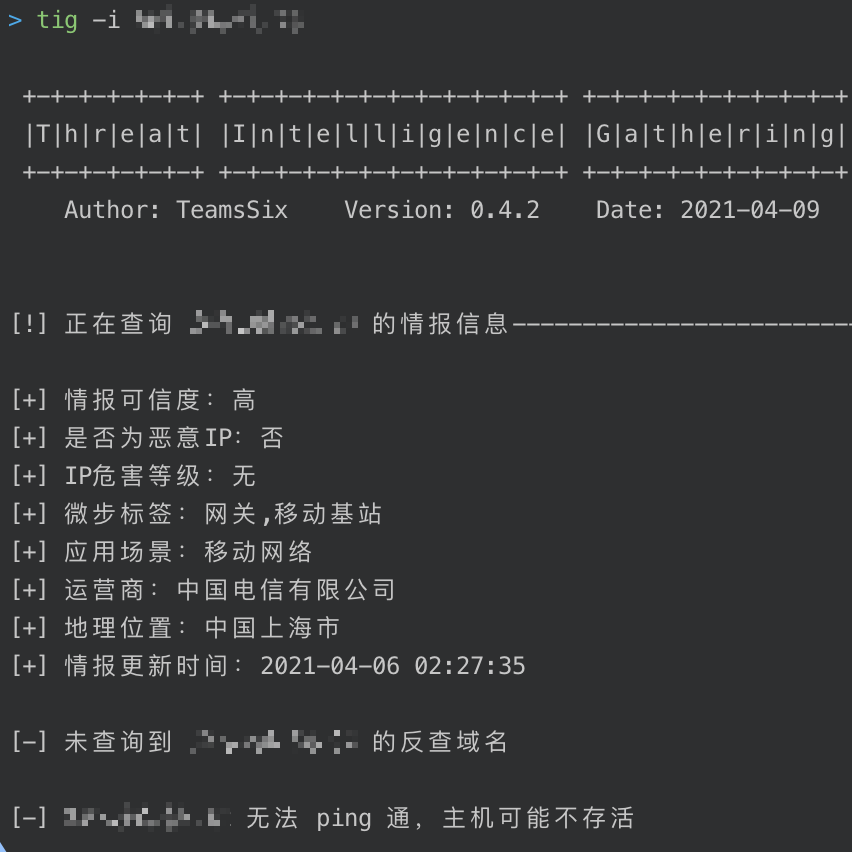 > tig -i
+-+-+-+-+-+-+ +-+-+-+-+-+-+-+-+-+-+-+-+ +-+-+-+-+-+-+-+-+-+
|T|h|r|e|a|t| |I|n|t|e|l|l|i|g|e|n|c|e| |G|a|t|h|e|r|i|n|g|
+-+-+-+-+-+-+ +-+-+-+-+-+-+-+-+-+-+-+-+ +-+-+-+-+-+-+-+-+-+
Author: TeamsSix    Version: 0.4.2    Date: 2021-04-09
[!] 正在查询 的情报信息------------------------
[+] 情报可信度：高
[+] 是否为恶意IP：否
[+] IP危害等级：无
[+] 微步标签：网关,移动基站
[+] 应用场景：移动网络
[+] 运营商：中国电信有限公司
[+] 地理位置：中国上海市
[+] 情报更新时间：2021-04-06 02:27:35
[-] 未查询到 的反查域名
[-] 无法 ping 通，主机可能不存活